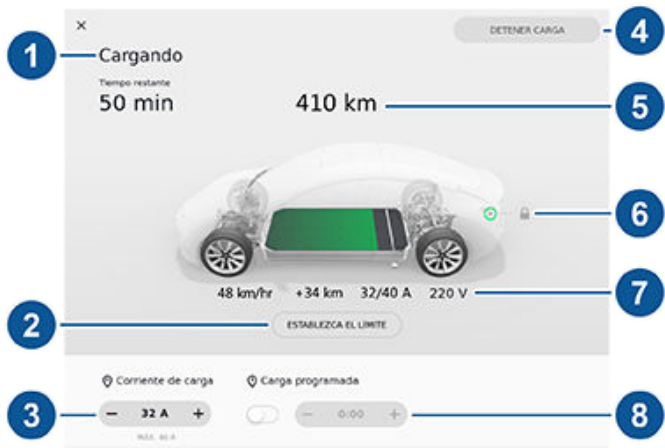 DETENER CARGA
4
1
Cargando
Tiempo restante
50 min
410 km
5
6
48 km/hr +34 km 32/40 A 220 V
7
2
ESTABLEZCA EL LÍMITE
Corriente de carga
Carga programada
3
− 32 A +
− 0:00 +
8